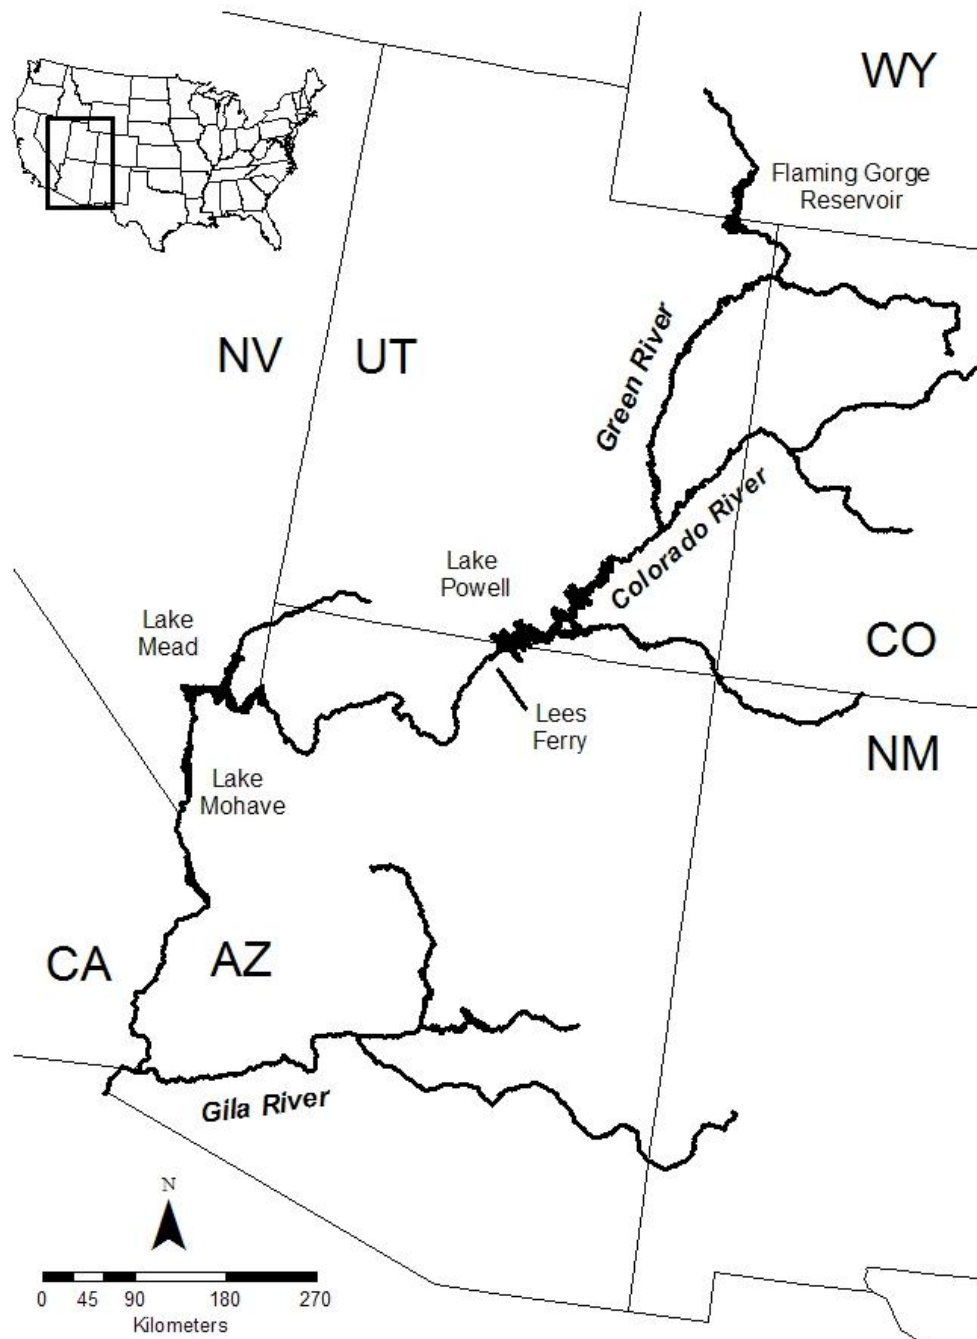 WY
Flaming Gorge
Reservoir
NV
UT
Green River
Colorado River
Lake
Powell
Lake
Mead
CO
Lees
Ferry
NM
Lake
Mohave
CA
AZ
Gila River
N
0 45 90 180 270
Kilometers